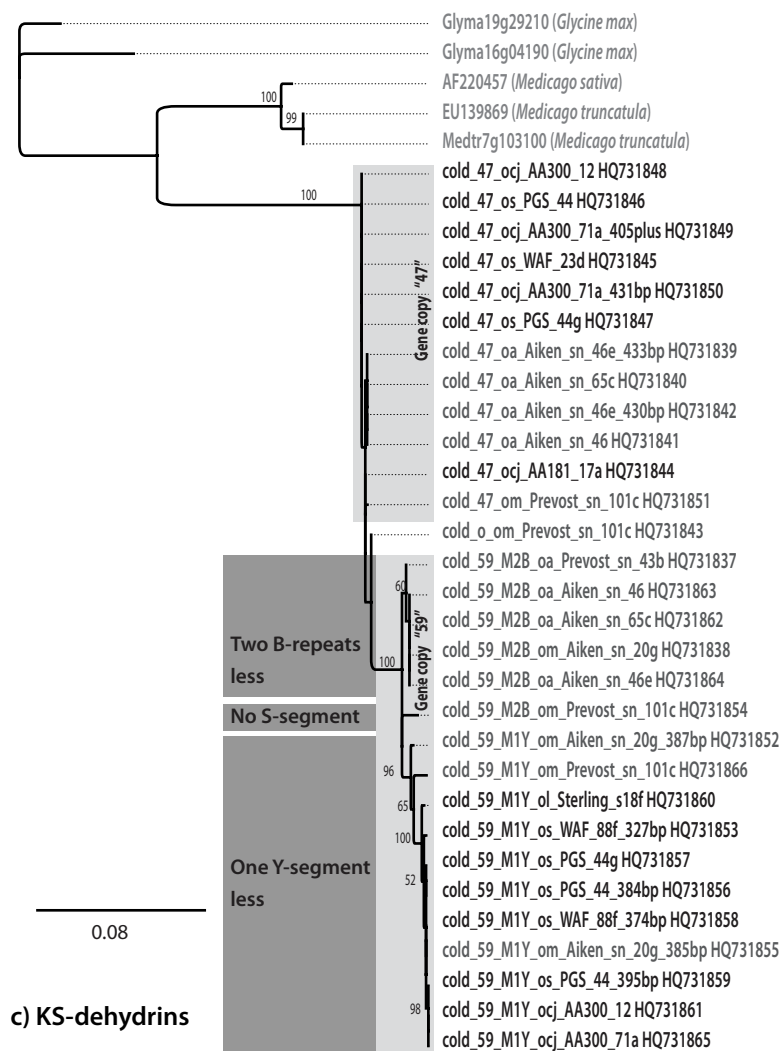 Glyma19g29210 (Glycine max)
Glyma16g04190 (Glycine max)
AF220457 (Medicago sativa)
100
EU139869 (Medicago truncatula)
99
Medtr7g103100 (Medicago truncatula)
cold_47_ocj_AA300_12 HQ731848
100
cold_47_os_PGS_44 HQ731846
cold_47_ocj_AA300_71a_405plus HQ731849
cold_47_os_WAF_23d HQ731845
cold_47_ocj_AA300_71a_431bp HQ731850
cold_47_os_PGS_44g HQ731847
Gene copy "47"
cold_47_oa_Aiken_sn_46e_433bp HQ731839
cold_47_oa_Aiken_sn_65c HQ731840
cold_47_oa_Aiken_sn_46e_430bp HQ731842
cold_47_oa_Aiken_sn_46 HQ731841
cold_47_ocj_AA181_17a HQ731844
cold_47_om_Prevost_sn_101c HQ731851
cold_o_om_Prevost_sn_101c HQ731843
cold_59_M2B_oa_Prevost_sn_43b HQ731837
60
cold_59_M2B_oa_Aiken_sn_46 HQ731863
cold_59_M2B_oa_Aiken_sn_65c HQ731862
Two B-repeats
less
cold_59_M2B_om_Aiken_sn_20g HQ731838
100
Gene copy "59"
cold_59_M2B_oa_Aiken_sn_46e HQ731864
No S-segment
cold_59_M2B_om_Prevost_sn_101c HQ731854
cold_59_M1Y_om_Aiken_sn_20g_387bp HQ731852
96
cold_59_M1Y_om_Prevost_sn_101c HQ731866
65
cold_59_M1Y_ol_Sterling_s18f HQ731860
100
cold_59_M1Y_os_WAF_88f_327bp HQ731853
One Y-segment
less
cold_59_M1Y_os_PGS_44g HQ731857
52
cold_59_M1Y_os_PGS_44_384bp HQ731856
cold_59_M1Y_os_WAF_88f_374bp HQ731858
0.08
cold_59_M1Y_om_Aiken_sn_20g_385bp HQ731855
cold_59_M1Y_os_PGS_44_395bp HQ731859
98
cold_59_M1Y_ocj_AA300_12 HQ731861
c) KS-dehydrins
cold_59_M1Y_ocj_AA300_71a HQ731865